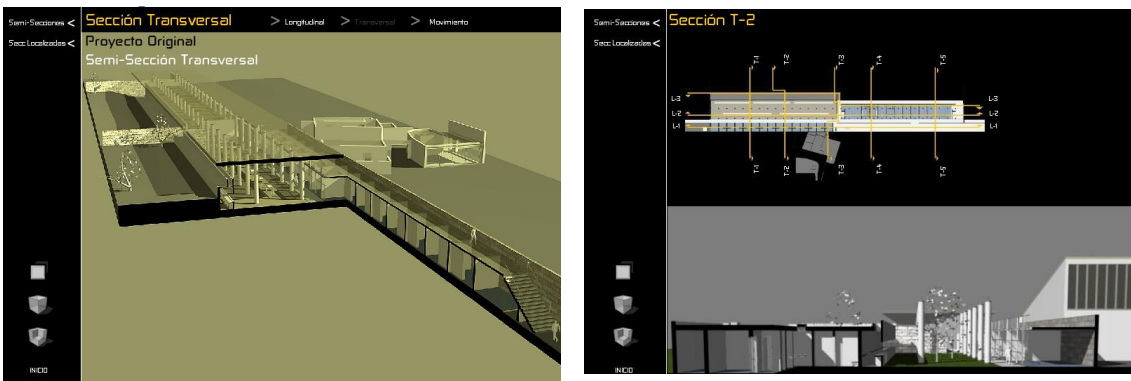 Semi-Secciones <
Secc Localizadas <
Sección Transversal
> Longitudinal > Transversal > Movimiento
Proyecto Original
Semi-Sección Transversal
INICIO
Semi-Secciones <
Secc Localizadas <
Sección T-2
T-1 T-2 T-3 T-4 T-5
L-3 L-3
L-2 L-2
L-1 L-1
T-1 T-2 T-3 T-4 T-5
INICIO